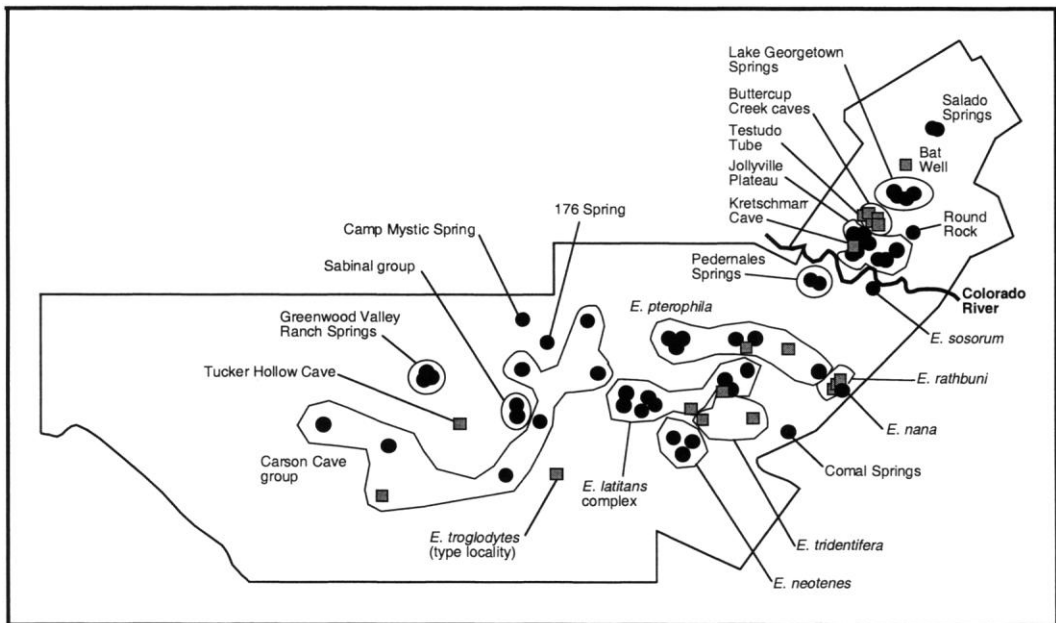 Lake Georgetown
Springs
Buttercup
Creek caves
Testudo
Tube
Jollyville
Plateau
Kretschmarr
Cave
Salado
Springs
Bat
Well
Round
Rock
176 Spring
Camp Mystic Spring
Sabinal group
Pedernales
Springs
Colorado
River
Greenwood Valley
Ranch Springs
E. pterophila
E. sosorum
Tucker Hollow Cave
E. rathbuni
E. nana
Carson Cave
group
E. latitans
complex
Comal Springs
E. troglodytes
(type locality)
E. tridentifera
E. neotenes